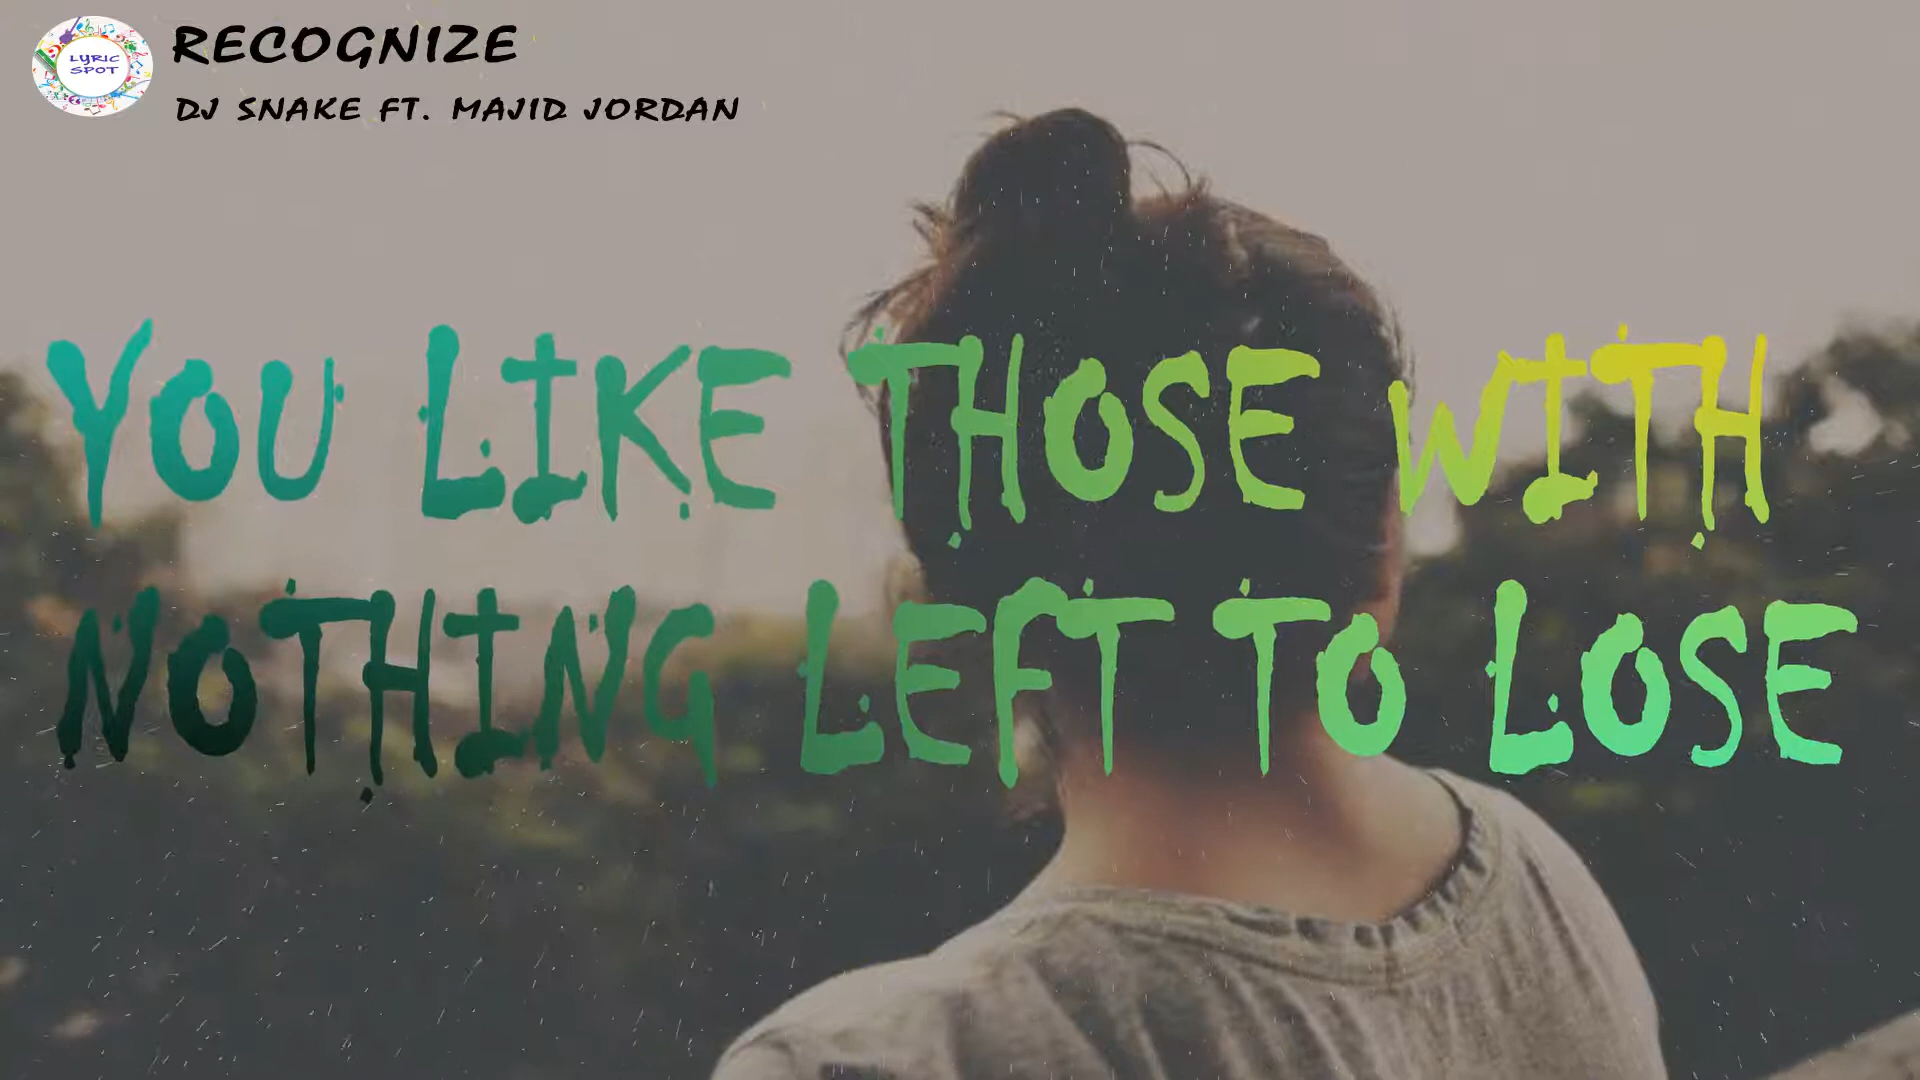 LYRIC
SPOT
RECOGNIZE
DJ SNAKE FT. MAJID JORDAN
YOU LIKE THOSE WITH
NOTHING LEFT TO LOSE